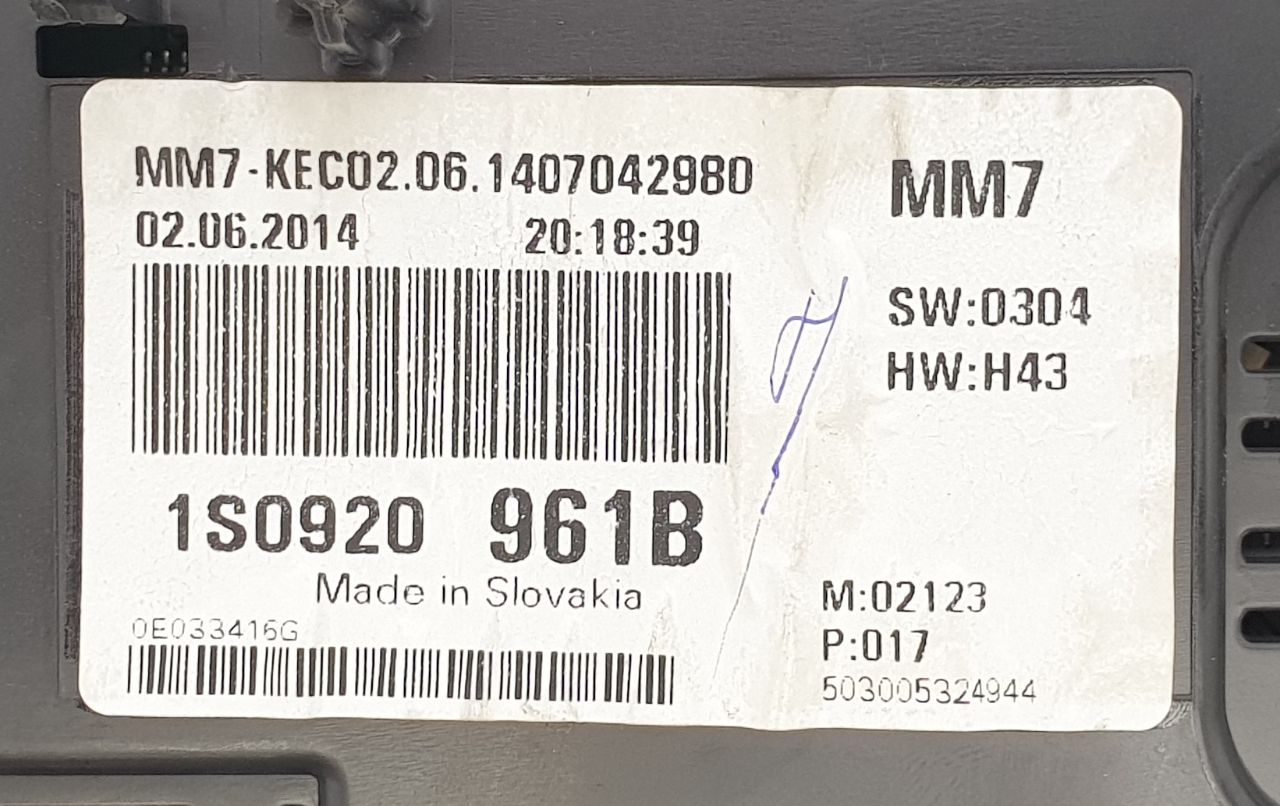 MM7-KEC02.06.1407042980
02.06.2014 20:18:39
MM7
SW:0304
HW:H43
1S0920 961B
Made in Slovakia
0E033416G
M:02123
P:017
503005324944